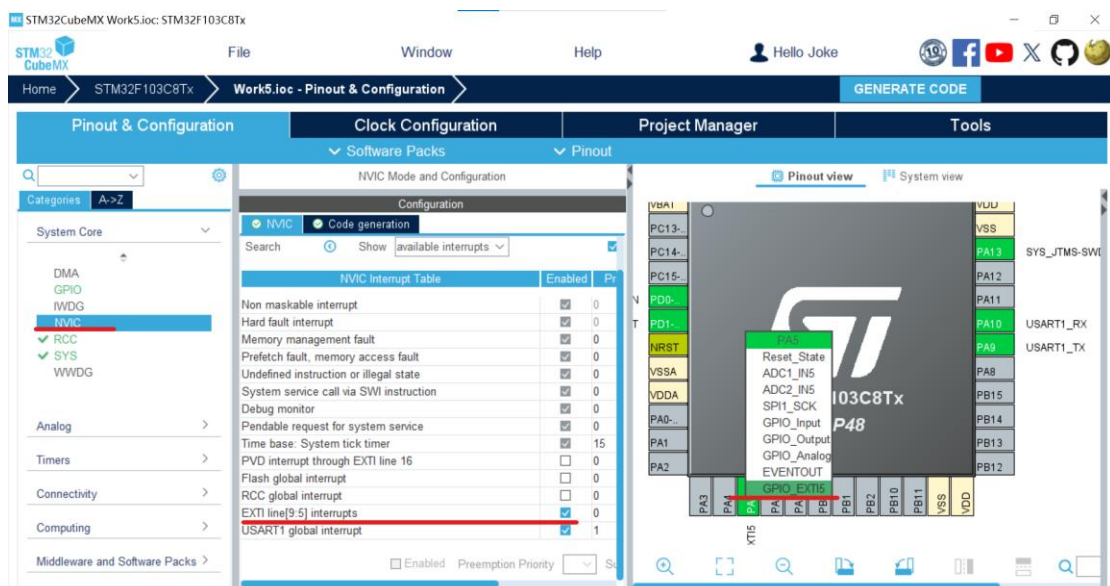 MX STM32CubeMX Work5.ioc: STM32F103C8Tx
STM32 CubeMX
File Window Help Hello Joke
Home STM32F103C8Tx Work5.ioc - Pinout & Configuration GENERATE CODE
Pinout & Configuration Clock Configuration Project Manager Tools
Software Packs Pinout
NVIC Mode and Configuration
Pinout view System view
Categories A->Z
Configuration
NVIC Code generation
System Core
Search Show available interrupts
DMA
GPIO
IWDG
NVIC
RCC
SYS
WWDG
Analog
Timers
Connectivity
Computing
Middleware and Software Packs
NVIC Interrupt Table Enabled Pr
Non maskable interrupt 0
Hard fault interrupt 0
Memory management fault 0
Prefetch fault, memory access fault 0
Undefined instruction or illegal state 0
System service call via SWI instruction 0
Debug monitor 0
Pendable request for system service 0
Time base: System tick timer 15
PVD interrupt through EXTI line 16 0
Flash global interrupt 0
RCC global interrupt 0
EXTI line[9:5] interrupts 0
USART1 global interrupt 1
Enabled Preemption Priority Su
VBAT
PC13-..
PC14-..
PC15-..
N PD0-..
T PD1-..
NRST
VSSA
VDDA
PA0-..
PA1
PA2
PA5
Reset_State
ADC1_IN5
ADC2_IN5
SPI1_SCK
GPIO_Input
GPIO_Output
GPIO_Analog
EVENTOUT
GPIO_EXTI5
103C8Tx
P48
VDD
VSS
PA13 SYS_JTMS-SWD
PA12
PA11
PA10 USART1_RX
PA9 USART1_TX
PA8
PB15
PB14
PB13
PB12
PA3
PA4
PB1
PB2
PB10
PB11
VSS
VDD
XTI5